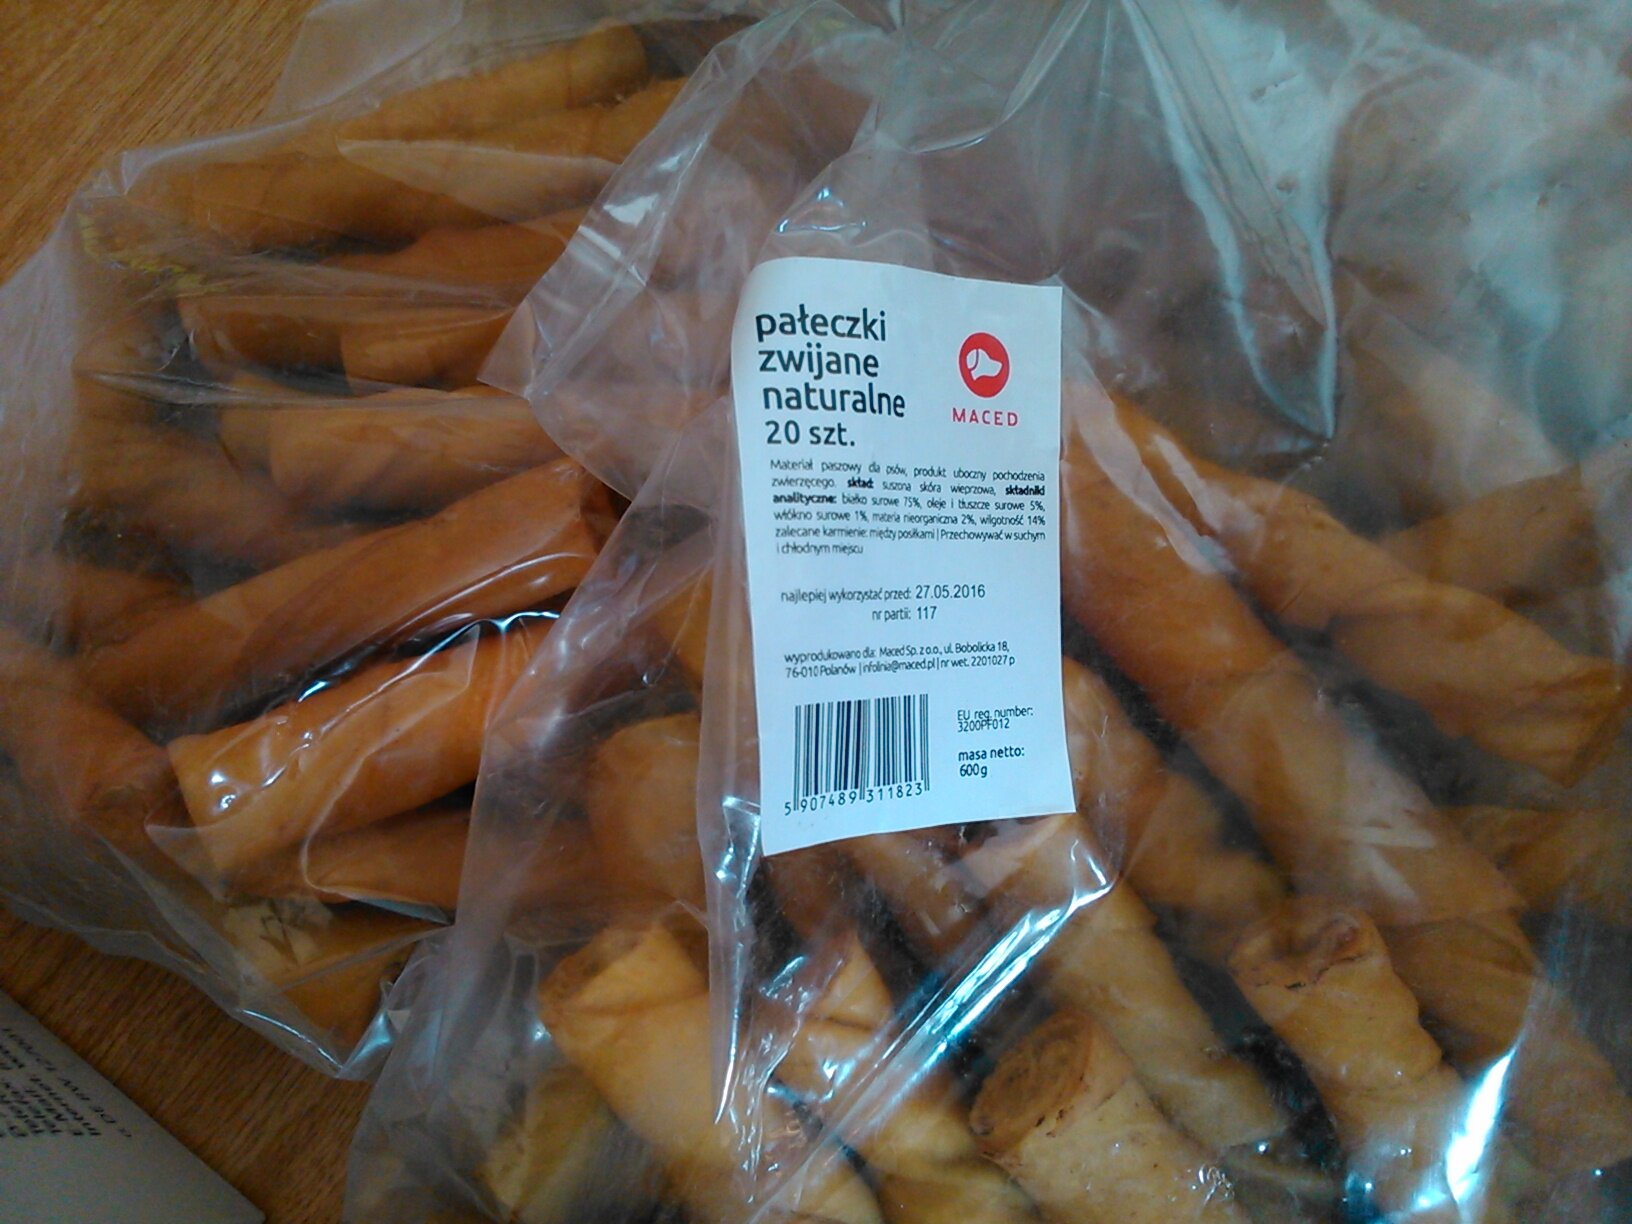 pałeczki
zwijane
naturalne
20 szt.
MACED
Materiał paszowy dla psów, produkt uboczny pochodzenia
zwierzęcego. skład: suszona skóra wieprzowa, składniki
analityczne: białko surowe 75%, oleje i tłuszcze surowe 5%,
włókno surowe 1%, materia nieorganiczna 2%, wilgotność 14%
zalecane karmienie: między posiłkami | Przechowywać w suchym
i chłodnym miejscu
najlepiej wykorzystać przed: 27.05.2016
nr partii: 117
wyprodukowano dla: Maced Sp. z o.o., ul. Bobolicka 18,
76-010 Polanów | infolinia@maced.pl | nr wet. 2201027 p
EU reg. number:
3200PF012
masa netto:
600 g
5 907489 311823